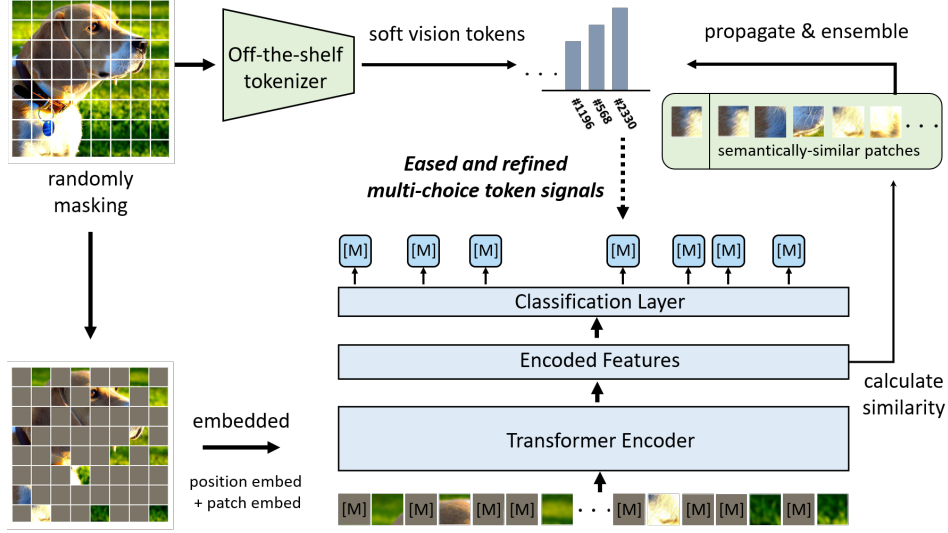 Off-the-shelf
tokenizer
soft vision tokens
. . .
#1196
#568
#2330
propagate & ensemble
semantically-similar patches
. . .
randomly
masking
Eased and refined
multi-choice token signals
[M] [M] [M] [M] [M] [M] [M]
Classification Layer
Encoded Features
calculate
similarity
Transformer Encoder
embedded
position embed
+ patch embed
[M] [M] [M] [M] . . . [M] [M] [M] [M]